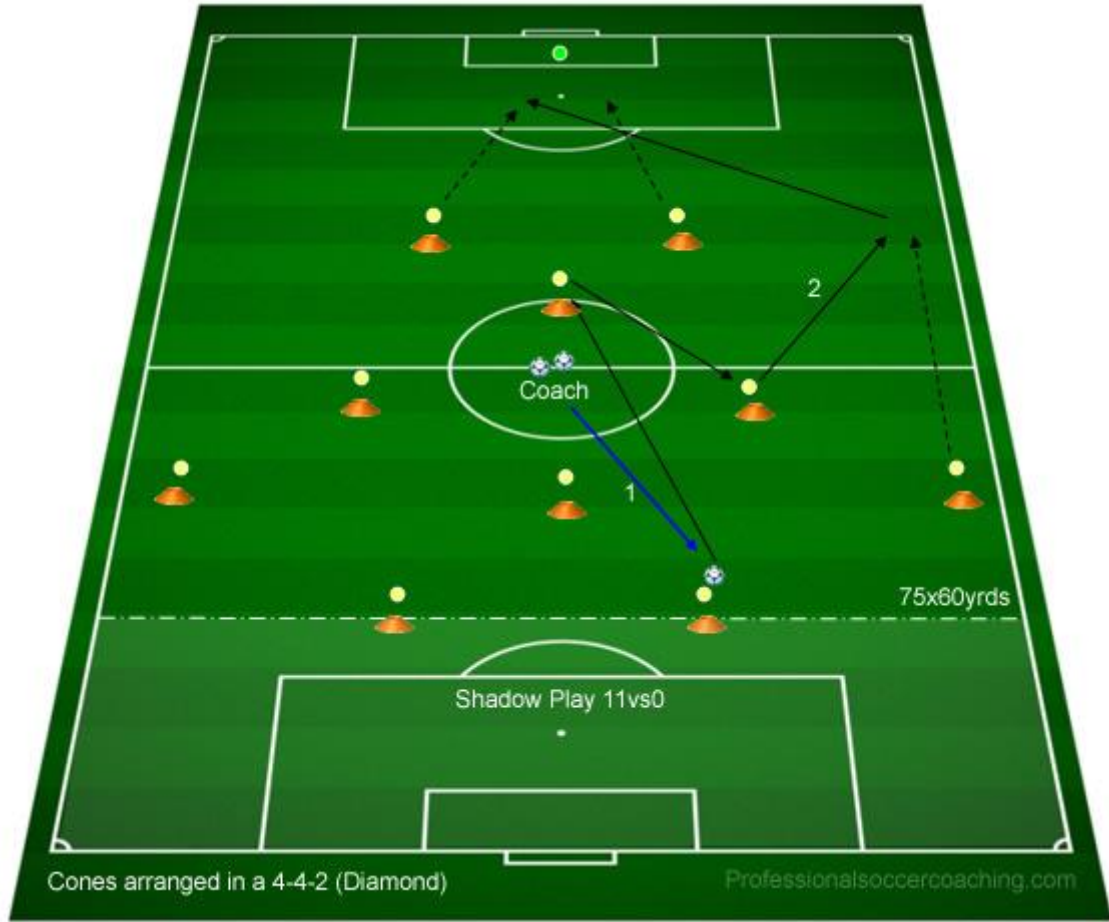 2
Coach
1
75x60yrds
Shadow Play 11vs0
Cones arranged in a 4-4-2 (Diamond)
Professionalsoccercoaching.com